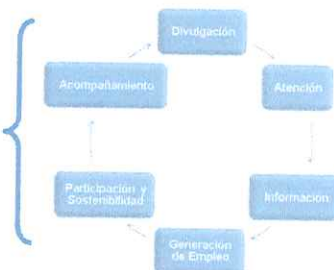 Divulgación
Atención
Información
Generación
de Empleo
Participación y
Sostenibilidad
Acompañamiento